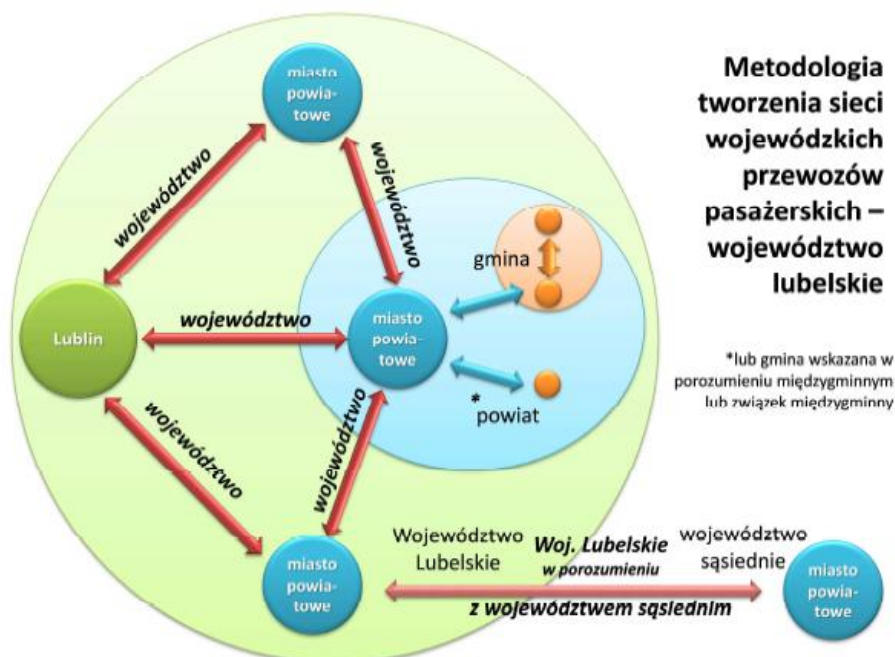 Metodologia
tworzenia sieci
wojewódzkich
przewozów
pasażerskich –
województwo
lubelskie
*lub gmina wskazana w
porozumieniu międzygminnym
lub związek międzygminny
miasto
powia-
towe
województwo
województwo
gmina
Lublin
województwo
miasto
powia-
towe
*
powiat
województwo
województwo
miasto
powia-
towe
Województwo
Lubelskie
Woj. Lubelskie
w porozumieniu
z województwem sąsiednim
województwo
sąsiednie
miasto
powia-
towe